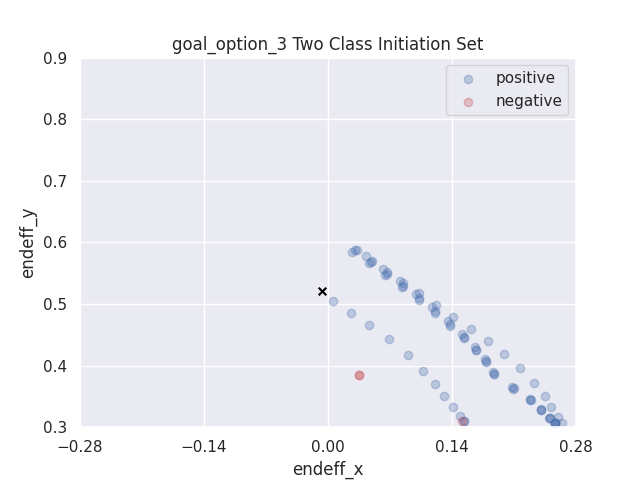 goal_option_3 Two Class Initiation Set
0.9
0.8
0.7
0.6
0.5
0.4
0.3
endeff_y
positive
negative
−0.28
−0.14
0.00
0.14
0.28
endeff_x